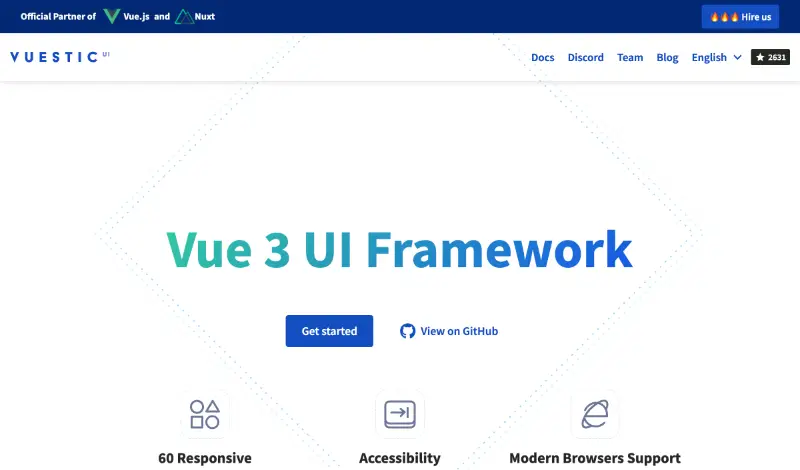 Official Partner of Vue.js and Nuxt
🔥🔥🔥 Hire us
VUESTIC UI
Docs Discord Team Blog English 2631
Vue 3 UI Framework
Get started View on GitHub
60 Responsive Accessibility Modern Browsers Support